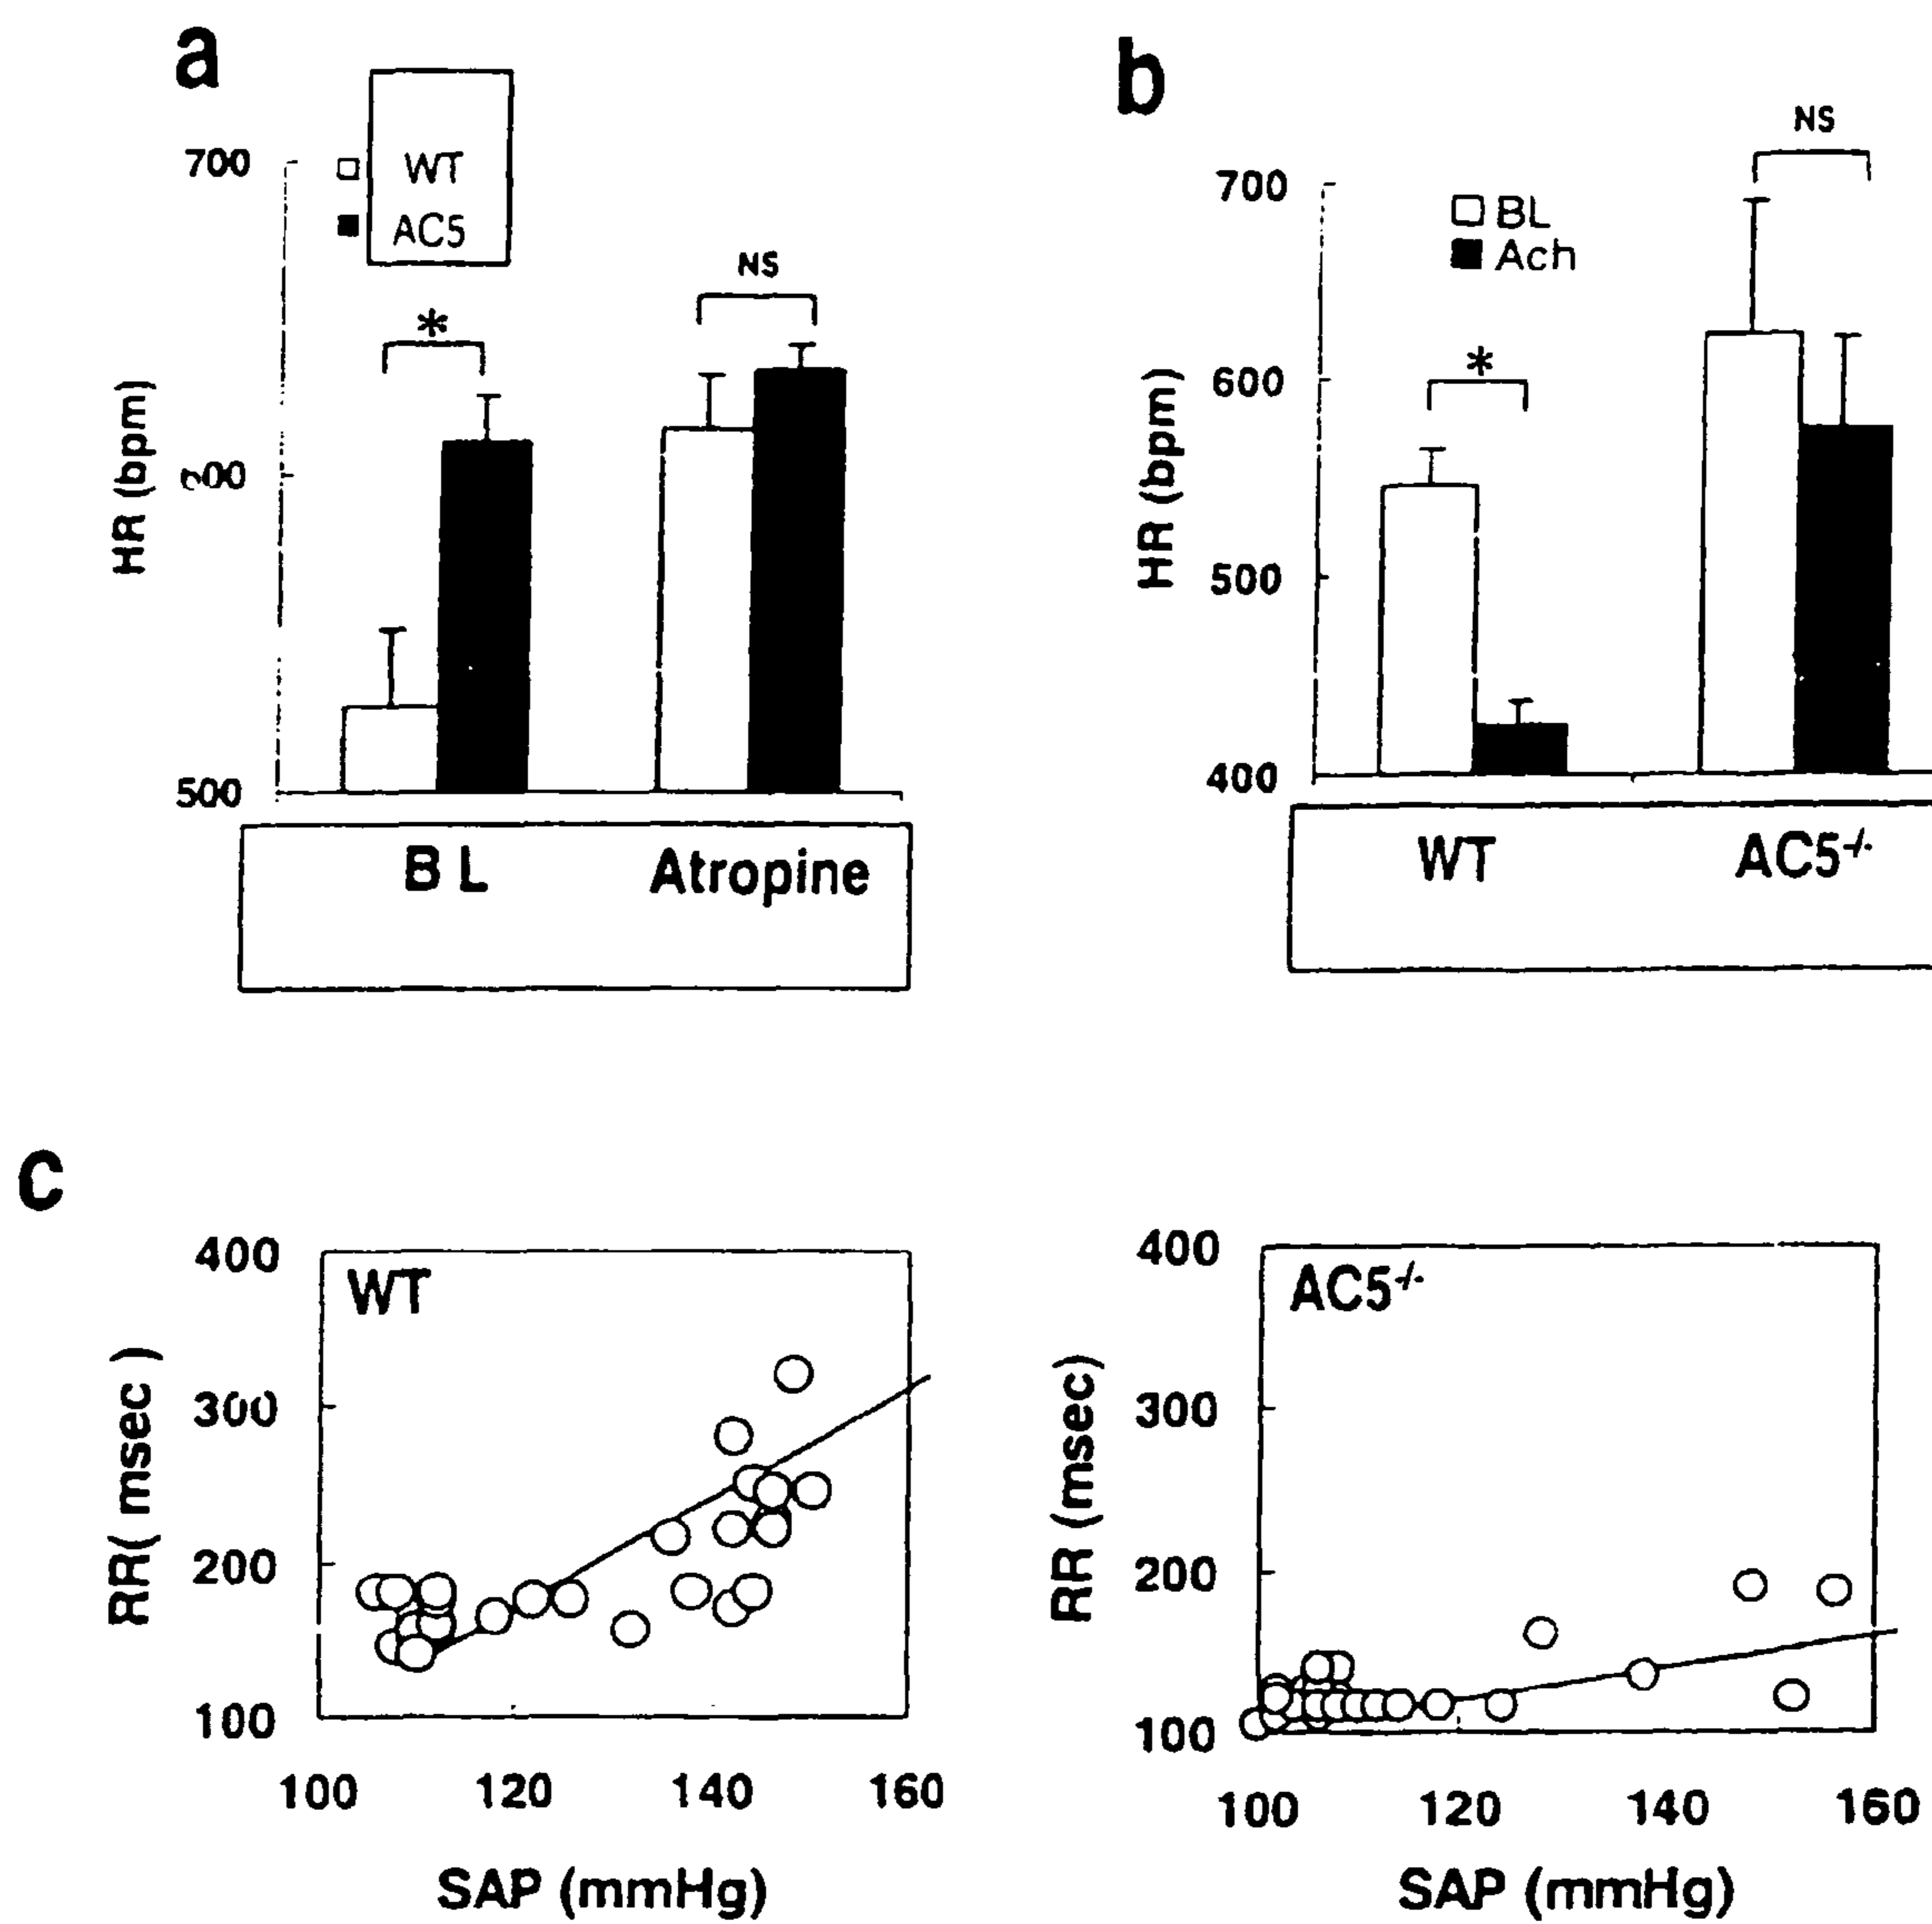 a
700
WT
AC5
NS
*
HR (bpm)
500
B L
Atropine
b
NS
700
BL
Ach
*
600
HR (bpm)
500
400
WT
AC5-/-
c
400
WT
300
RR( msec )
200
100
100 120 140 160
SAP (mmHg)
400
AC5-/-
300
RR (msec)
200
100
100 120 140 160
SAP (mmHg)